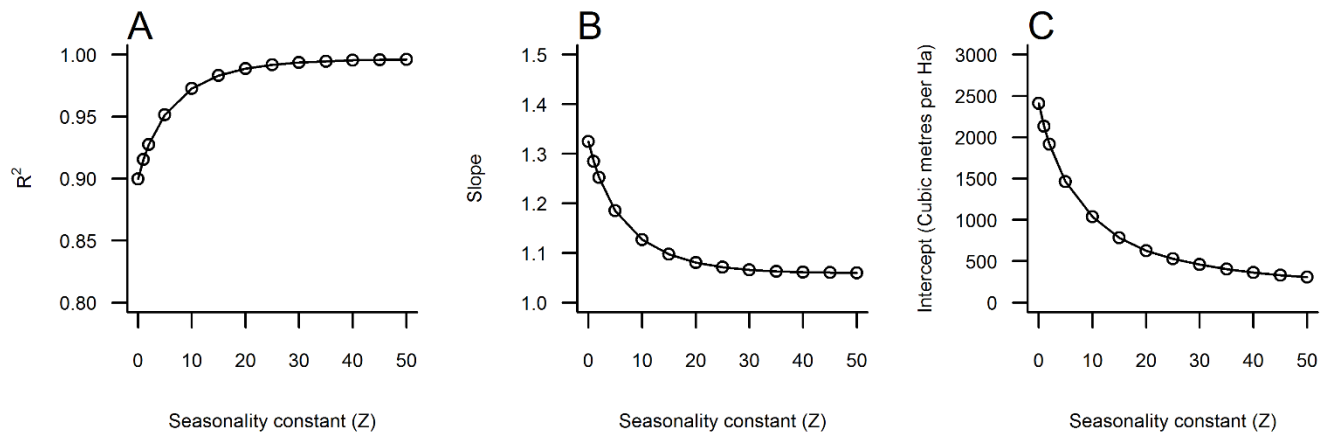 A
R²
1.00
0.95
0.90
0.85
0.80
0 10 20 30 40 50
Seasonality constant (Z)
B
Slope
1.5
1.4
1.3
1.2
1.1
1.0
0 10 20 30 40 50
Seasonality constant (Z)
C
Intercept (Cubic metres per Ha)
3000
2500
2000
1500
1000
500
0
0 10 20 30 40 50
Seasonality constant (Z)